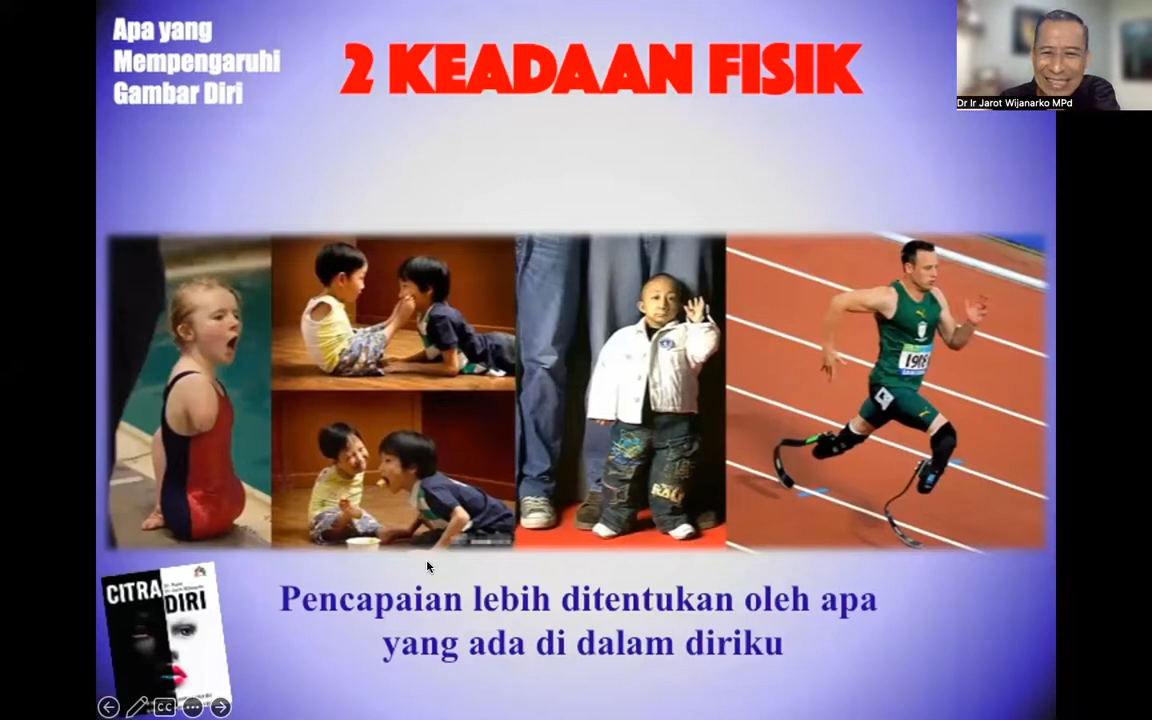 Apa yang
Mempengaruhi
Gambar Diri
2 KEADAAN FISIK
Dr Ir Jarot Wijanarko MPd
1916
CITRA
DIRI
Pencapaian lebih ditentukan oleh apa
yang ada di dalam diriku
CC